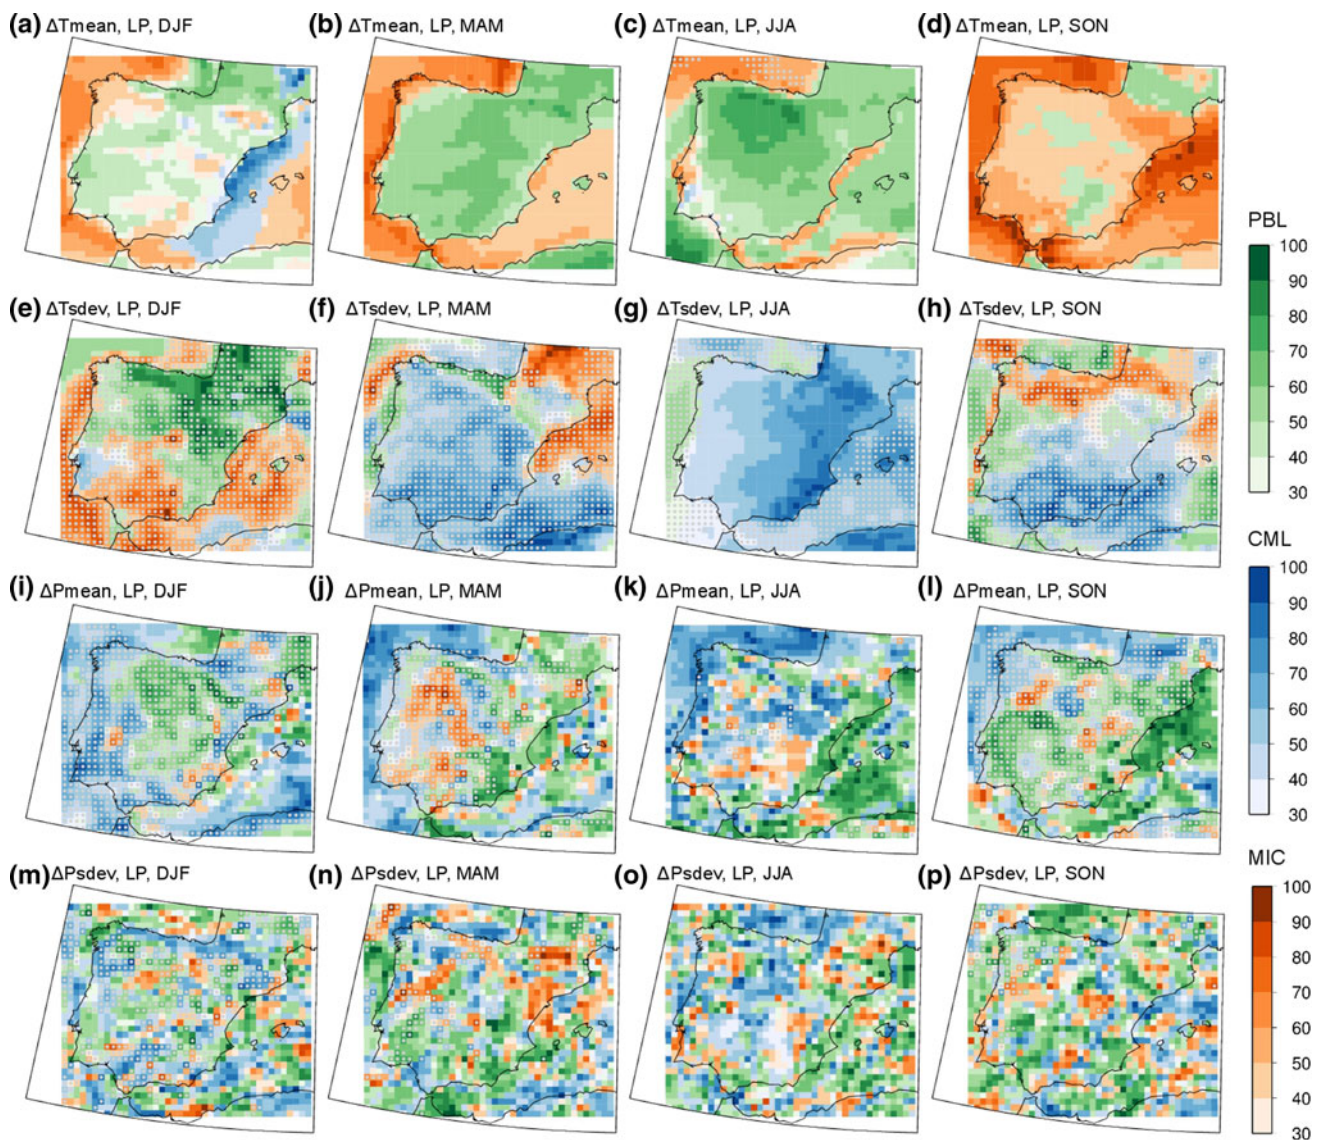 (a) ΔTmean, LP, DJF
(b) ΔTmean, LP, MAM
(c) ΔTmean, LP, JJA
(d) ΔTmean, LP, SON
(e) ΔTsdev, LP, DJF
(f) ΔTsdev, LP, MAM
(g) ΔTsdev, LP, JJA
(h) ΔTsdev, LP, SON
(i) ΔPmean, LP, DJF
(j) ΔPmean, LP, MAM
(k) ΔPmean, LP, JJA
(l) ΔPmean, LP, SON
(m) ΔPsdev, LP, DJF
(n) ΔPsdev, LP, MAM
(o) ΔPsdev, LP, JJA
(p) ΔPsdev, LP, SON
PBL
100
90
80
70
60
50
40
30
CML
100
90
80
70
60
50
40
30
MIC
100
90
80
70
60
50
40
30